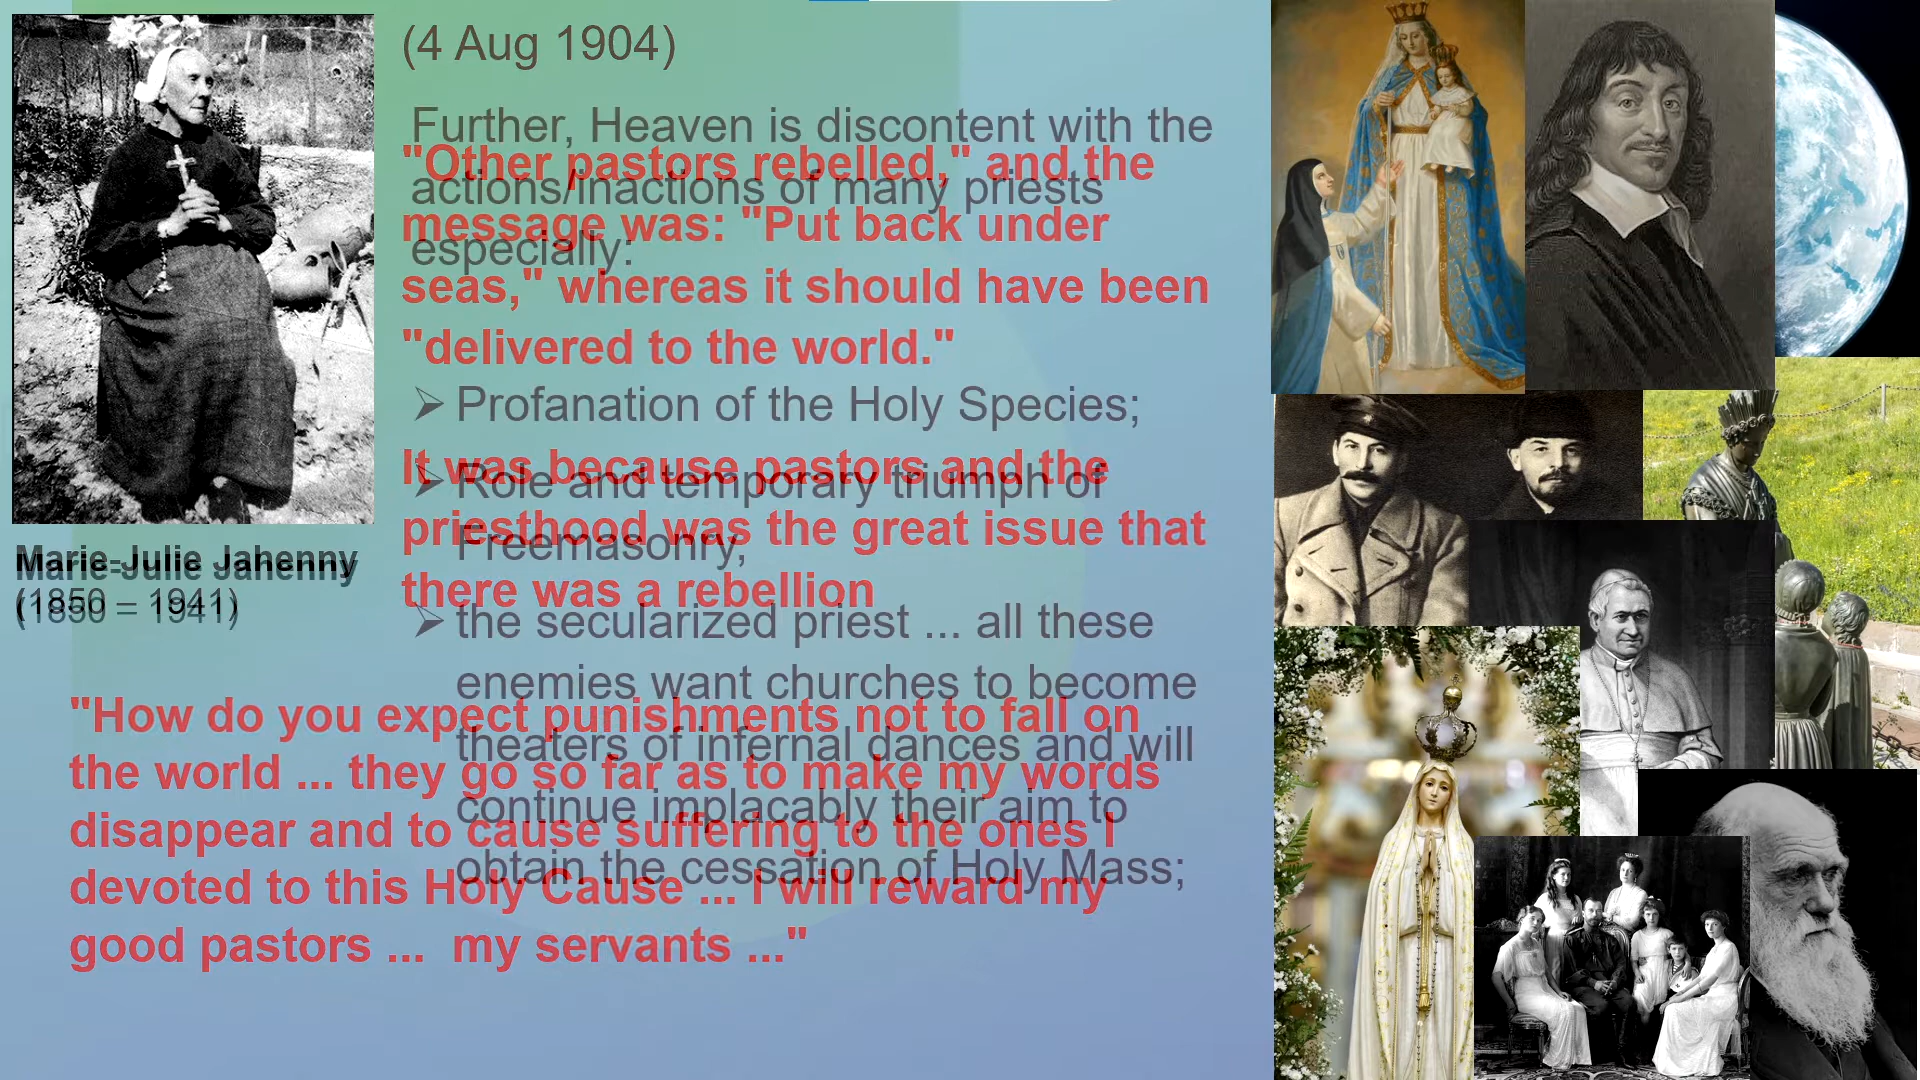 (4 Aug 1904)
Further, Heaven is discontent with the
actions/inactions of many priests
especially:
"Other pastors rebelled," and the
message was: "Put back under
seas," whereas it should have been
"delivered to the world."
➢ Profanation of the Holy Species;
➢ Role and temporary triumph of
Freemasonry;
It was because pastors and the
priesthood was the great issue that
there was a rebellion
➢ the secularized priest ... all these
enemies want churches to become
theaters of infernal dances and will
continue implacably their aim to
obtain the cessation of Holy Mass;
Marie-Julie Jahenny
(1850 – 1941)
"How do you expect punishments not to fall on
the world ... they go so far as to make my words
disappear and to cause suffering to the ones I
devoted to this Holy Cause ... I will reward my
good pastors ... my servants ..."